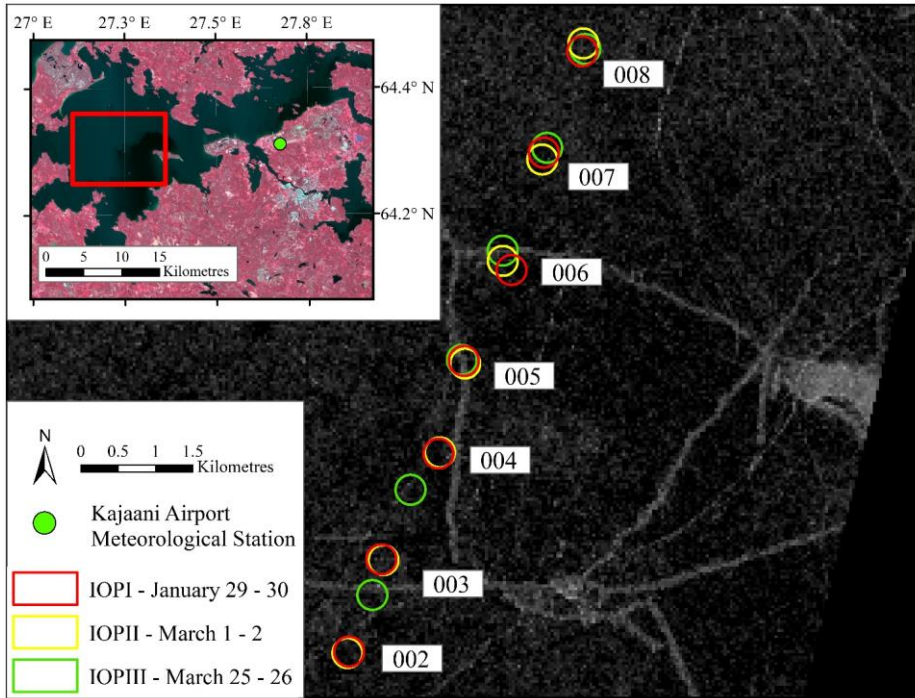 27° E 27.3° E 27.5° E 27.8° E
64.4° N
64.2° N
0 5 10 15
Kilometres
008
007
006
005
004
003
002
N
0 0.5 1 1.5
Kilometres
Kajaani Airport
Meteorological Station
IOPI - January 29 - 30
IOPII - March 1 - 2
IOPIII - March 25 - 26